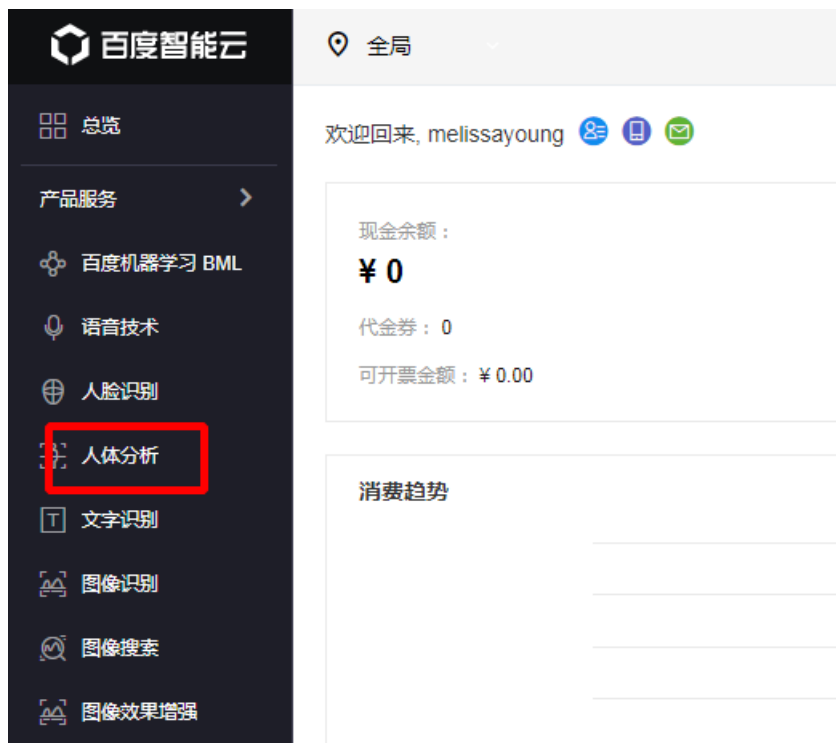 百度智能云
全局
总览
欢迎回来, melissayoung
产品服务
现金余额：
¥ 0
百度机器学习 BML
语音技术
代金券： 0
人脸识别
可开票金额： ¥ 0.00
人体分析
消费趋势
文字识别
图像识别
图像搜索
图像效果增强